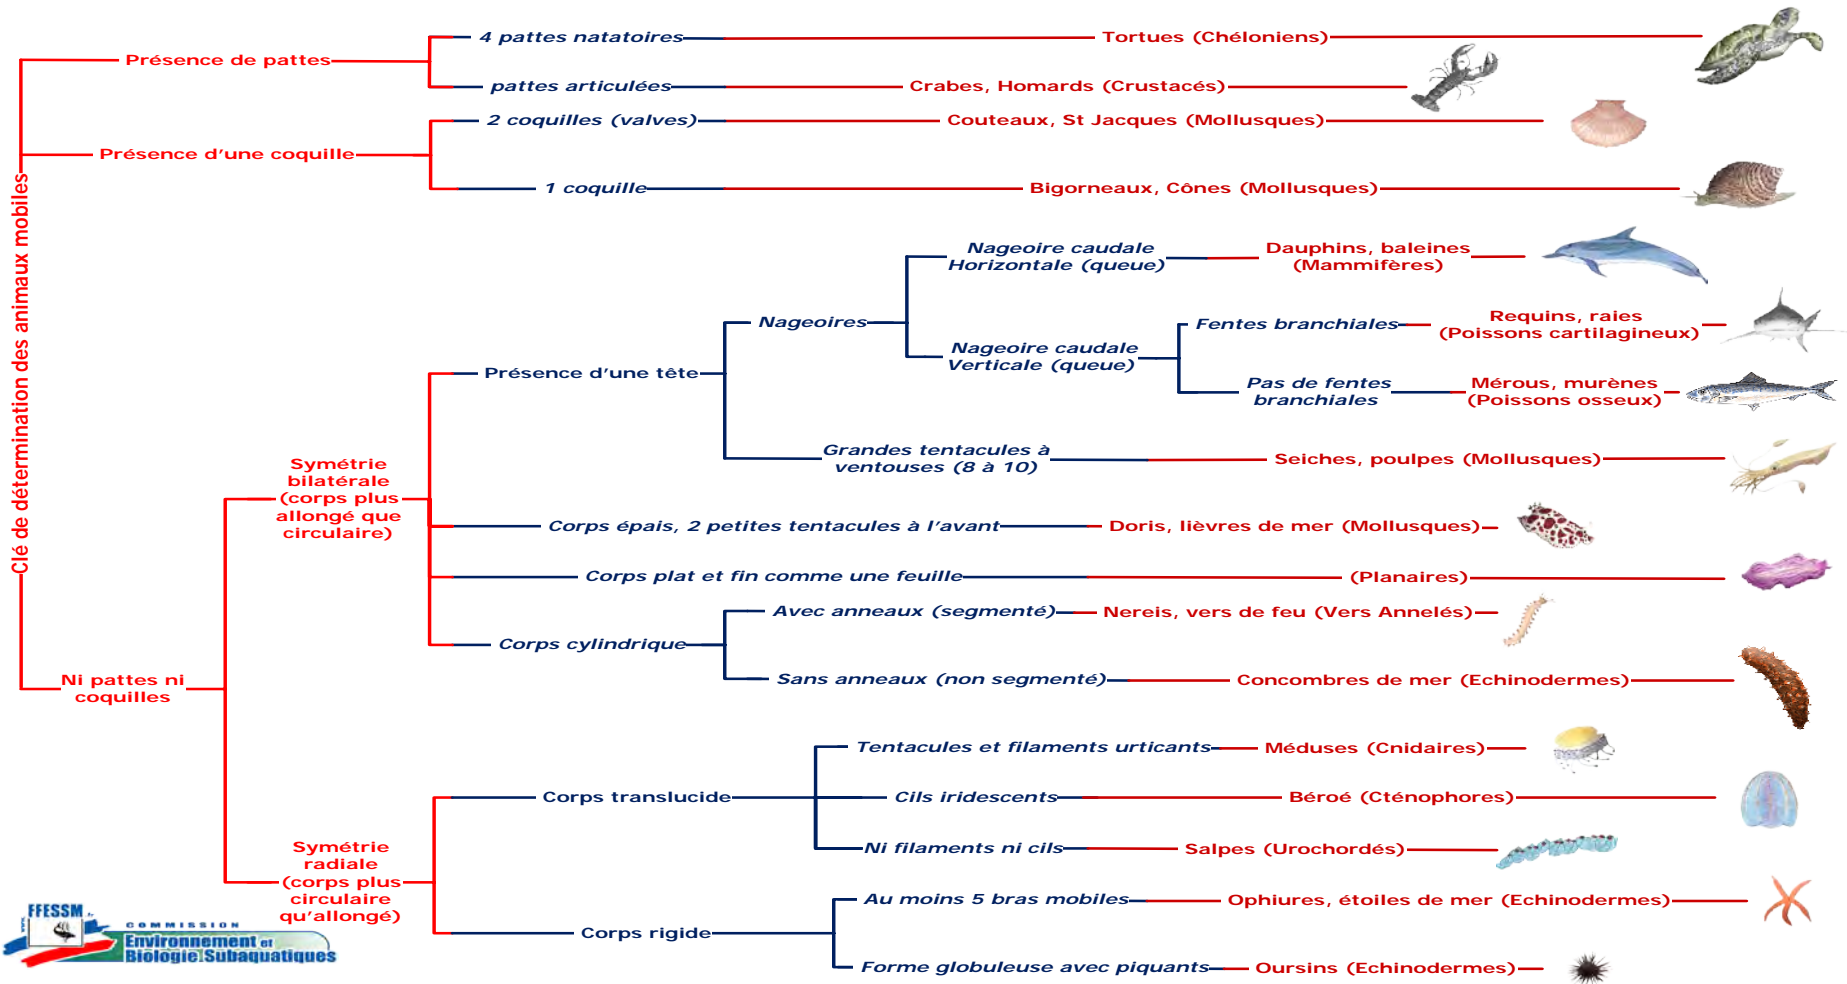 Clé de détermination des animaux mobiles
Présence de pattes
4 pattes natatoires
Tortues (Chéloniens)
pattes articulées
Crabes, Homards (Crustacés)
Présence d'une coquille
2 coquilles (valves)
Couteaux, St Jacques (Mollusques)
1 coquille
Bigorneaux, Cônes (Mollusques)
Ni pattes ni
coquilles
Symétrie
bilatérale
(corps plus
allongé que
circulaire)
Présence d'une tête
Nageoires
Nageoire caudale
Horizontale (queue)
Dauphins, baleines
(Mammifères)
Nageoire caudale
Verticale (queue)
Fentes branchiales
Requins, raies
(Poissons cartilagineux)
Pas de fentes
branchiales
Mérous, murènes
(Poissons osseux)
Grandes tentacules à
ventouses (8 à 10)
Seiches, poulpes (Mollusques)
Corps épais, 2 petites tentacules à l'avant
Doris, lièvres de mer (Mollusques)
Corps plat et fin comme une feuille
(Planaires)
Corps cylindrique
Avec anneaux (segmenté)
Nereis, vers de feu (Vers Annelés)
Sans anneaux (non segmenté)
Concombres de mer (Echinodermes)
Symétrie
radiale
(corps plus
circulaire
qu'allongé)
Corps translucide
Tentacules et filaments urticants
Méduses (Cnidaires)
Cils iridescents
Béroé (Cténophores)
Ni filaments ni cils
Salpes (Urochordés)
Corps rigide
Au moins 5 bras mobiles
Ophiures, étoiles de mer (Echinodermes)
Forme globuleuse avec piquants
Oursins (Echinodermes)
FFESSM
COMMISSION
Environnement et
Biologie Subaquatiques